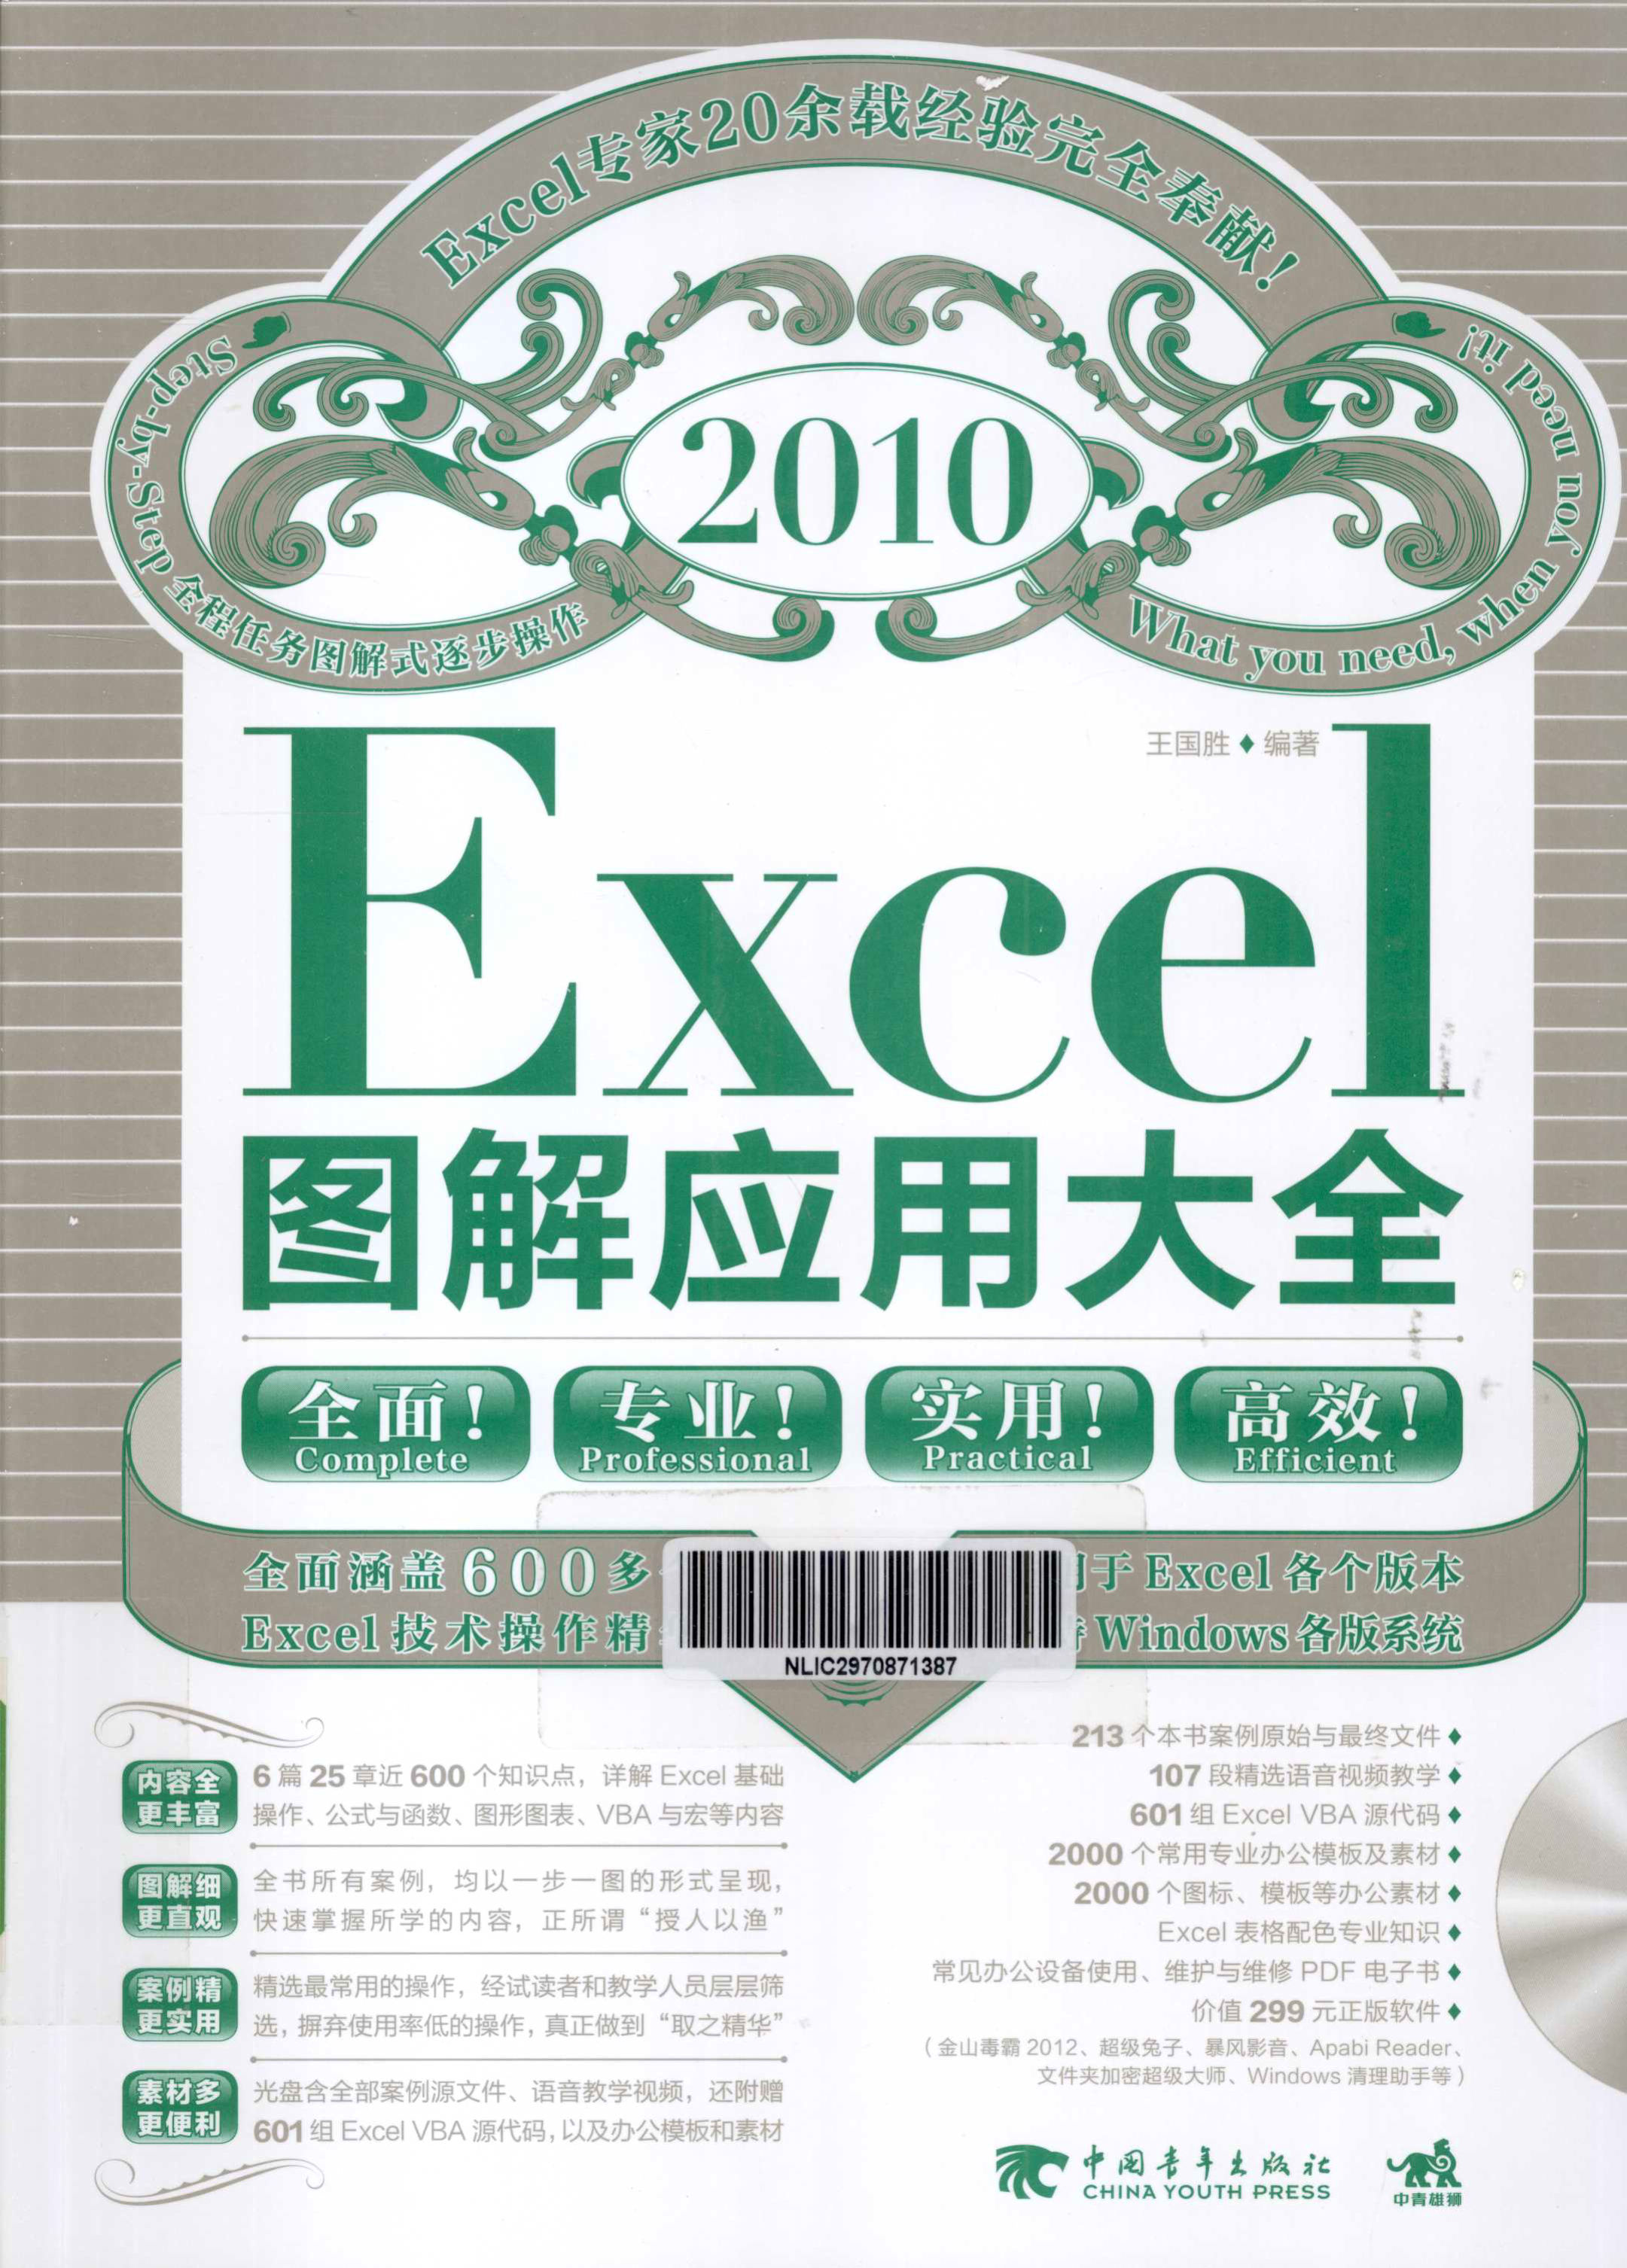 Excel专家20余载经验完全奉献！
Step-by-Step 全程任务图解式逐步操作
2010
What you need, when you need it!
王国胜♦编著
Excel
图解应用大全
全面！
Complete
专业！
Professional
实用！
Practical
高效！
Efficient
全面涵盖600多
Excel技术操作精
于Excel各个版本
Windows各版系统
NLIC2970871387
内容全
更丰富
6篇25章近600个知识点，详解Excel基础
操作、公式与函数、图形图表、VBA与宏等内容
图解细
更直观
全书所有案例，均以一步一图的形式呈现，
快速掌握所学的内容，正所谓“授人以渔”
案例精
更实用
精选最常用的操作，经试读者和教学人员层层筛
选，摒弃使用率低的操作，真正做到“取之精华”
素材多
更便利
光盘含全部案例源文件、语音教学视频，还附赠
601组Excel VBA源代码，以及办公模板和素材
213个本书案例原始与最终文件♦
107段精选语音视频教学♦
601组Excel VBA源代码♦
2000个常用专业办公模板及素材♦
2000个图标、模板等办公素材♦
Excel表格配色专业知识♦
常见办公设备使用、维护与维修PDF电子书♦
价值299元正版软件♦
（金山毒霸2012、超级兔子、暴风影音、Apabi Reader、
文件夹加密超级大师、Windows清理助手等）
中国青年出版社
CHINA YOUTH PRESS
中青雄狮